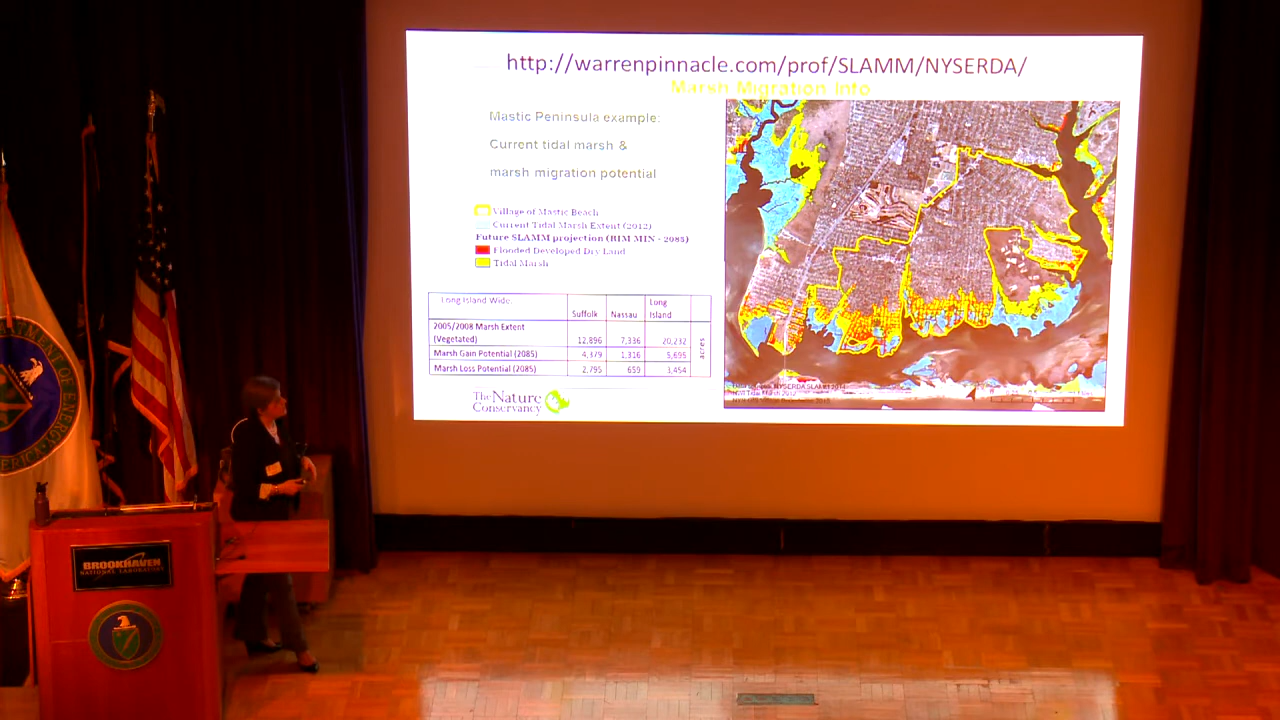 http://warrenpinnacle.com/prof/SLAMM/NYSERDA/
Marsh Migration Info
Mastic Peninsula example:
Current tidal marsh &
marsh migration potential
Village of Mastic Beach
Current Tidal Marsh Extent (2012)
Future SLAMM projection (RIM MIN - 2085)
Flooded Developed Dry Land
Tidal Marsh
Long Island Wide:
Suffolk Nassau Long Island
2005/2008 Marsh Extent (Vegetated) 12,896 7,336 20,232
Marsh Gain Potential (2085) 4,379 1,316 5,695
Marsh Loss Potential (2085) 2,795 659 3,454
acres
The Nature
Conservancy
BROOKHAVEN
NATIONAL LABORATORY